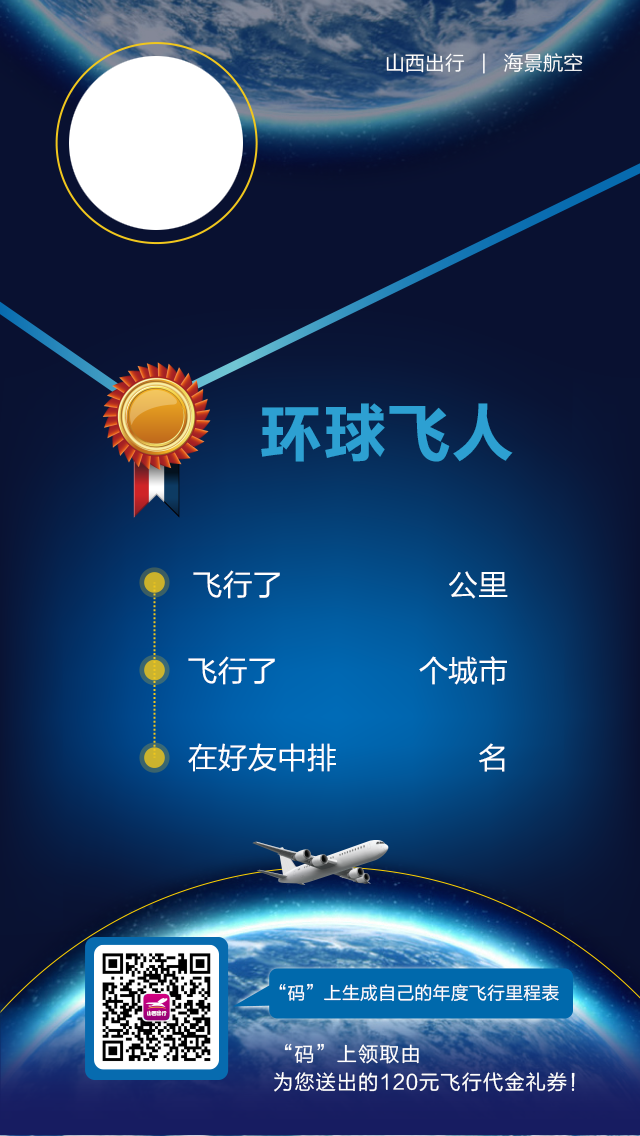 山西出行 | 海景航空
环球飞人
飞行了 公里
飞行了 个城市
在好友中排 名
山西出行
“码”上生成自己的年度飞行里程表
“码”上领取由
为您送出的120元飞行代金礼券!